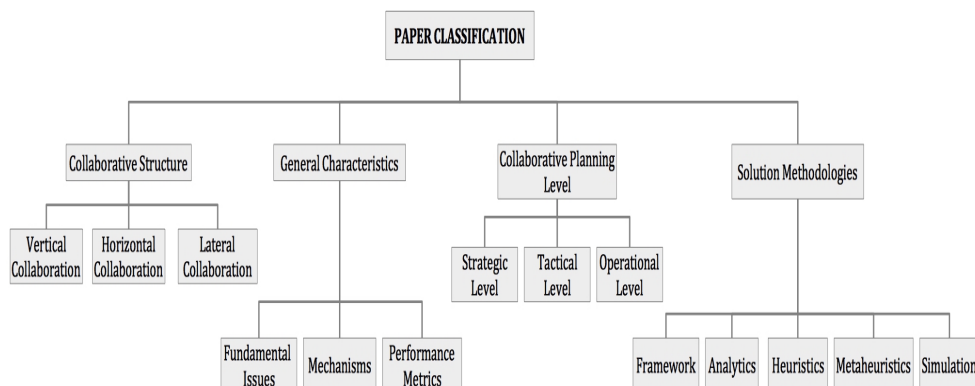 PAPER CLASSIFICATION
Collaborative Structure
General Characteristics
Collaborative Planning
Level
Solution Methodologies
Vertical
Collaboration
Horizontal
Collaboration
Lateral
Collaboration
Strategic
Level
Tactical
Level
Operational
Level
Fundamental
Issues
Mechanisms
Performance
Metrics
Framework
Analytics
Heuristics
Metaheuristics
Simulation